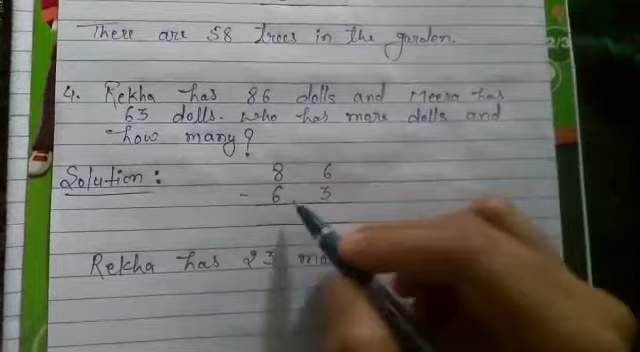 There are 58 trees in the garden.
4. Rekha has 86 dolls and Meera has
63 dolls. who has more dolls and
how many?
Solution: 8 6
- 6 3
Rekha has 23